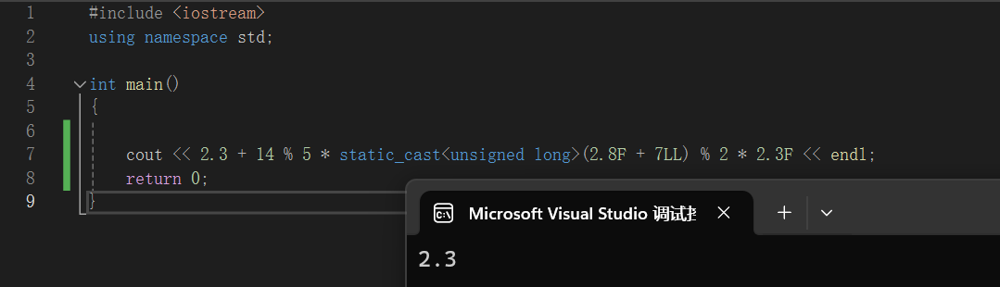 1 #include <iostream>
2 using namespace std;
3
4 int main()
5 {
6
7 cout << 2.3 + 14 % 5 * static_cast<unsigned long>(2.8F + 7LL) % 2 * 2.3F << endl;
8 return 0;
9 }
Microsoft Visual Studio 调试
2.3